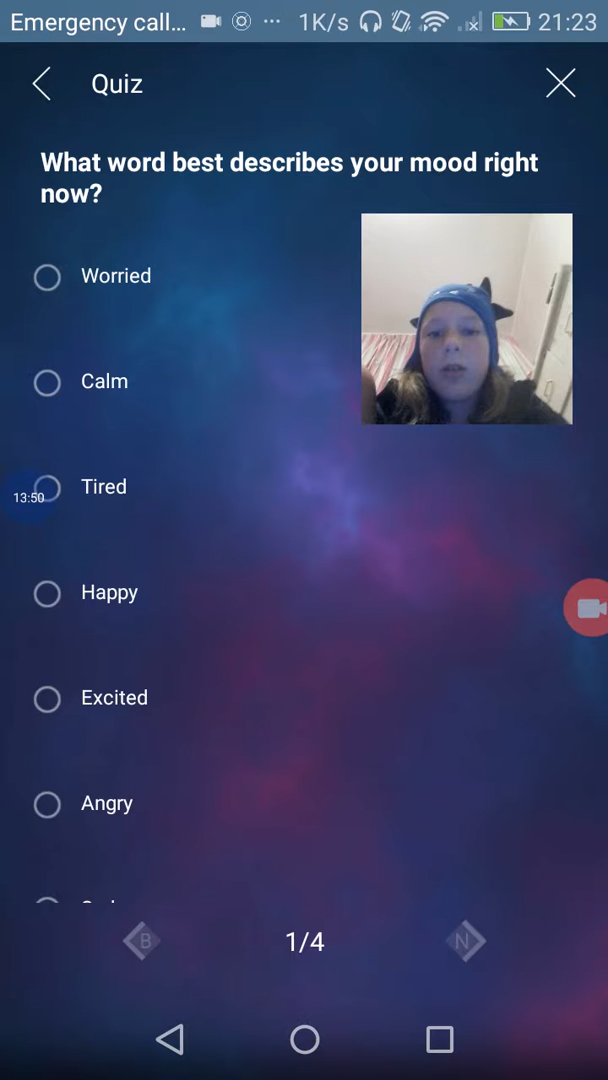 Emergency call... 1K/s 21:23
Quiz
What word best describes your mood right
now?
Worried
Calm
13:50
Tired
Happy
Excited
Angry
B 1/4 N